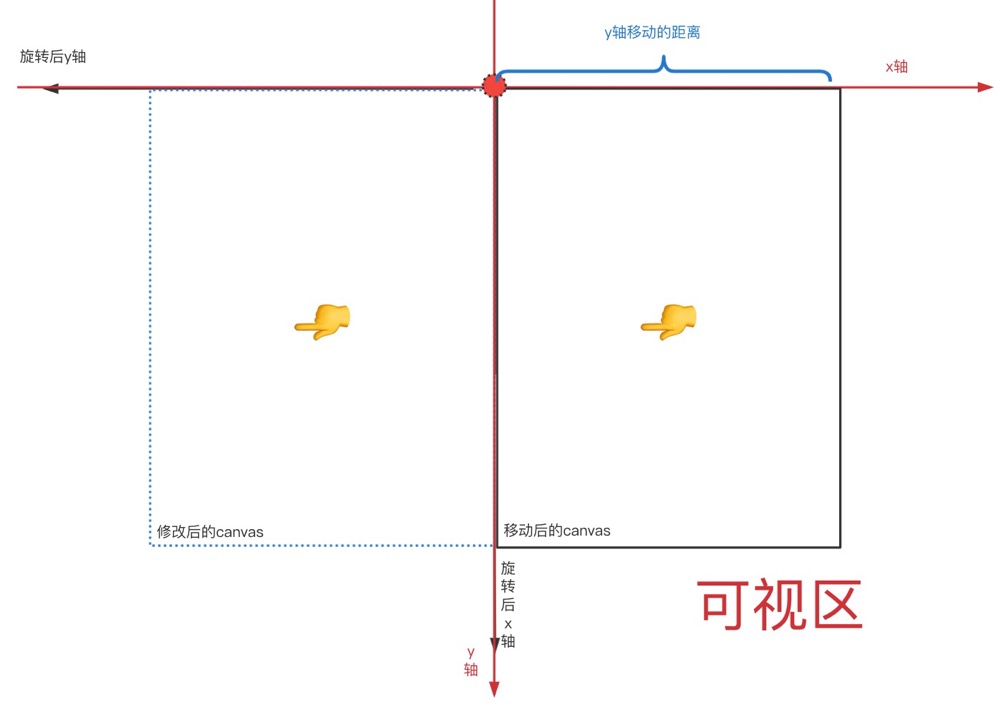 y轴移动的距离
旋转后y轴
x轴
修改后的canvas
移动后的canvas
旋
转
后
x
轴
可视区
y
轴